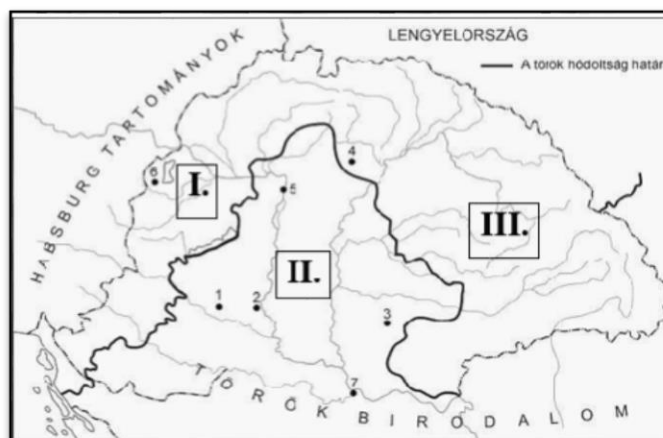 LENGYELORSZÁG
A török hódoltság határ
HABSBURG TARTOMÁNYOK
4
6
I.
5
III.
II.
1
2
3
7
TÖRÖK BIRODALOM